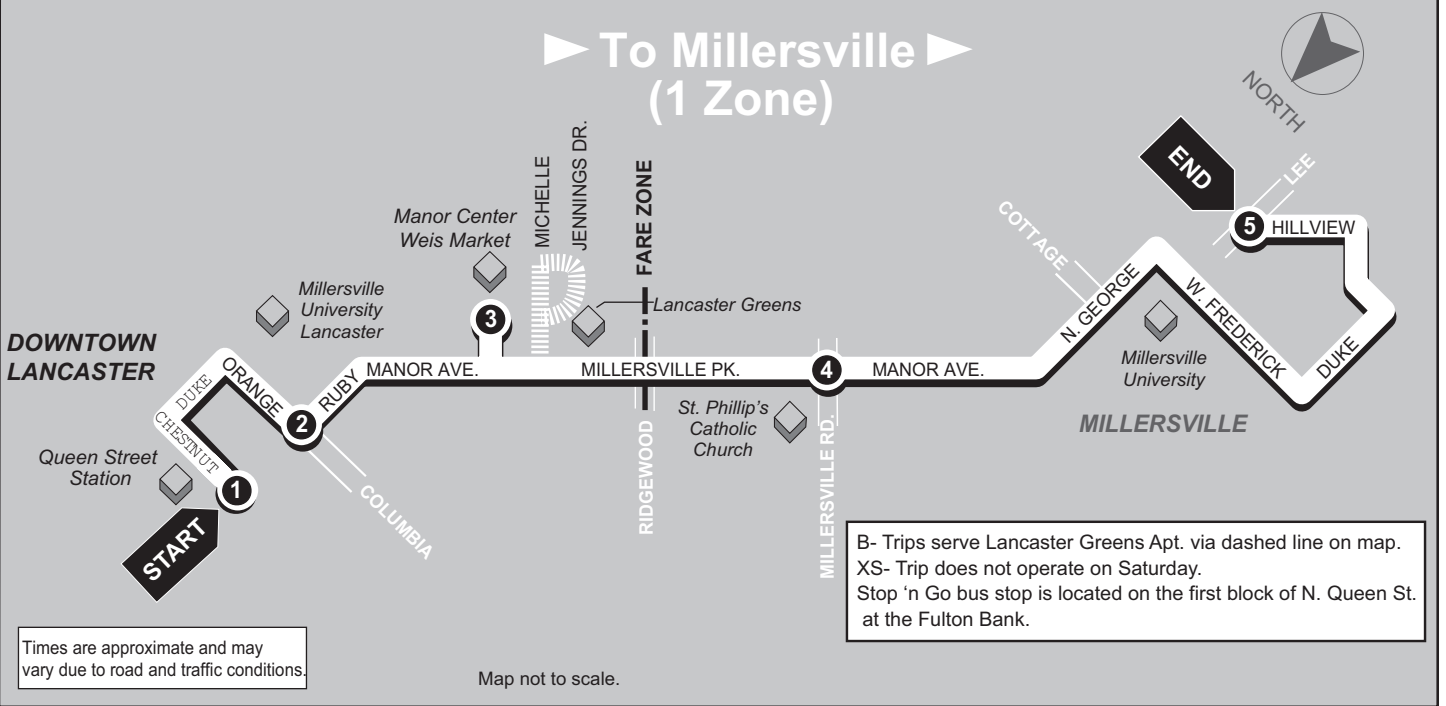 To Millersville
(1 Zone)
NORTH
END
LEE
COTTAGE
5
HILLVIEW
MICHELLE
JENNINGS DR.
FARE ZONE
Manor Center
Weis Market
Millersville
University
Lancaster
3
Lancaster Greens
DOWNTOWN
LANCASTER
DUKE
ORANGE
RUBY
MANOR AVE.
MILLERSVILLE PK.
4
MANOR AVE.
N. GEORGE
W. FREDERICK
DUKE
Millersville
University
MILLERSVILLE
CHESTNUT
2
St. Phillip's
Catholic
Church
Queen Street
Station
1
START
COLUMBIA
RIDGEWOOD
MILLERSVILLE RD.
B- Trips serve Lancaster Greens Apt. via dashed line on map.
XS- Trip does not operate on Saturday.
Stop ‘n Go bus stop is located on the first block of N. Queen St.
at the Fulton Bank.
Times are approximate and may
vary due to road and traffic conditions.
Map not to scale.